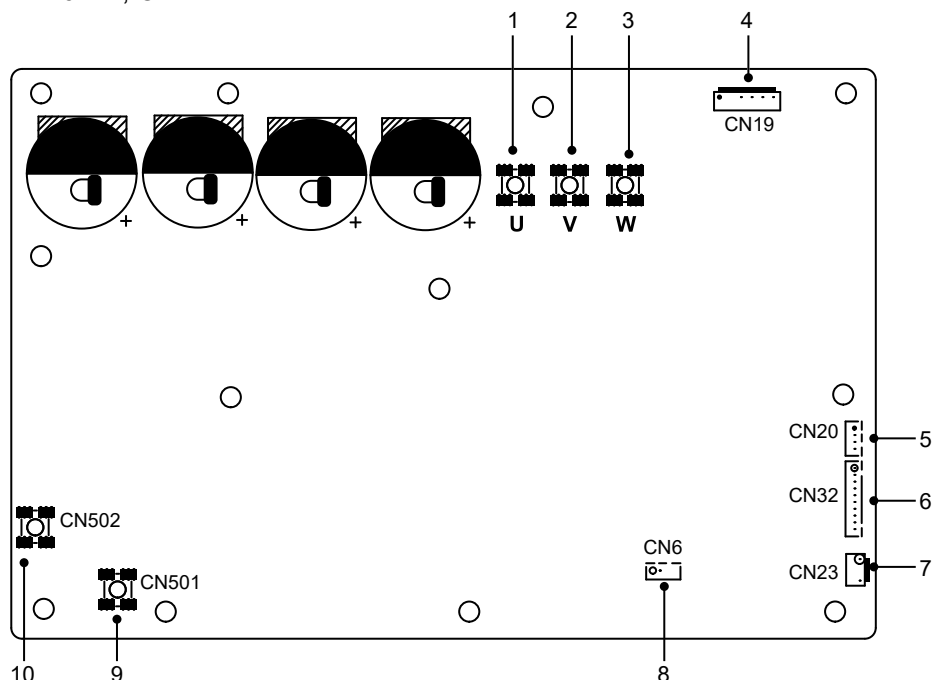 1 2 3 4
CN19
+ + + +
U V W
CN20 5
CN32 6
CN502
CN6
CN501
CN23 7
10 9 8